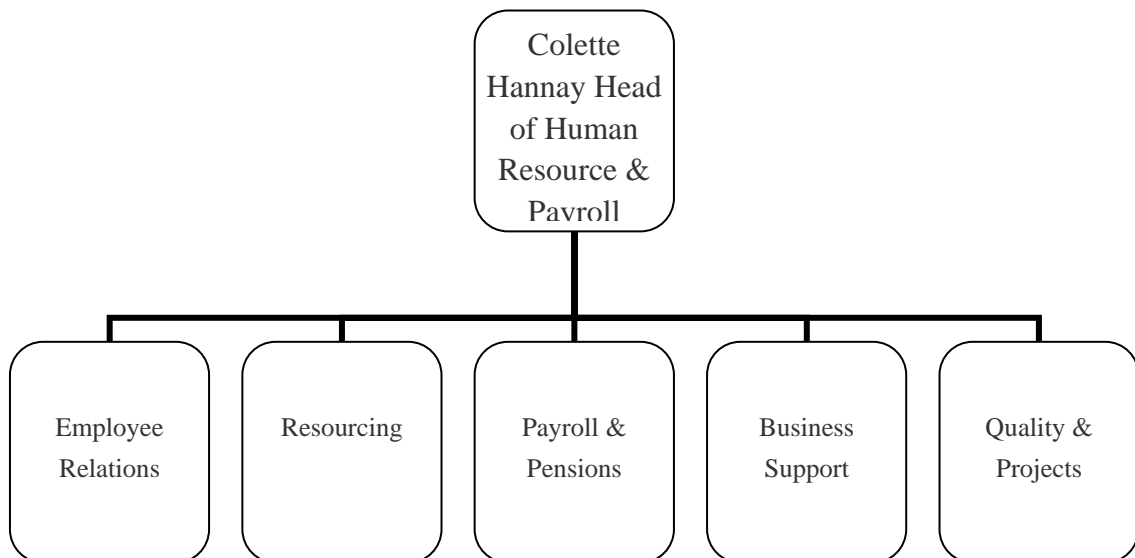 Colette
Hannay Head
of Human
Resource &
Payroll
Employee
Relations
Resourcing
Payroll &
Pensions
Business
Support
Quality &
Projects